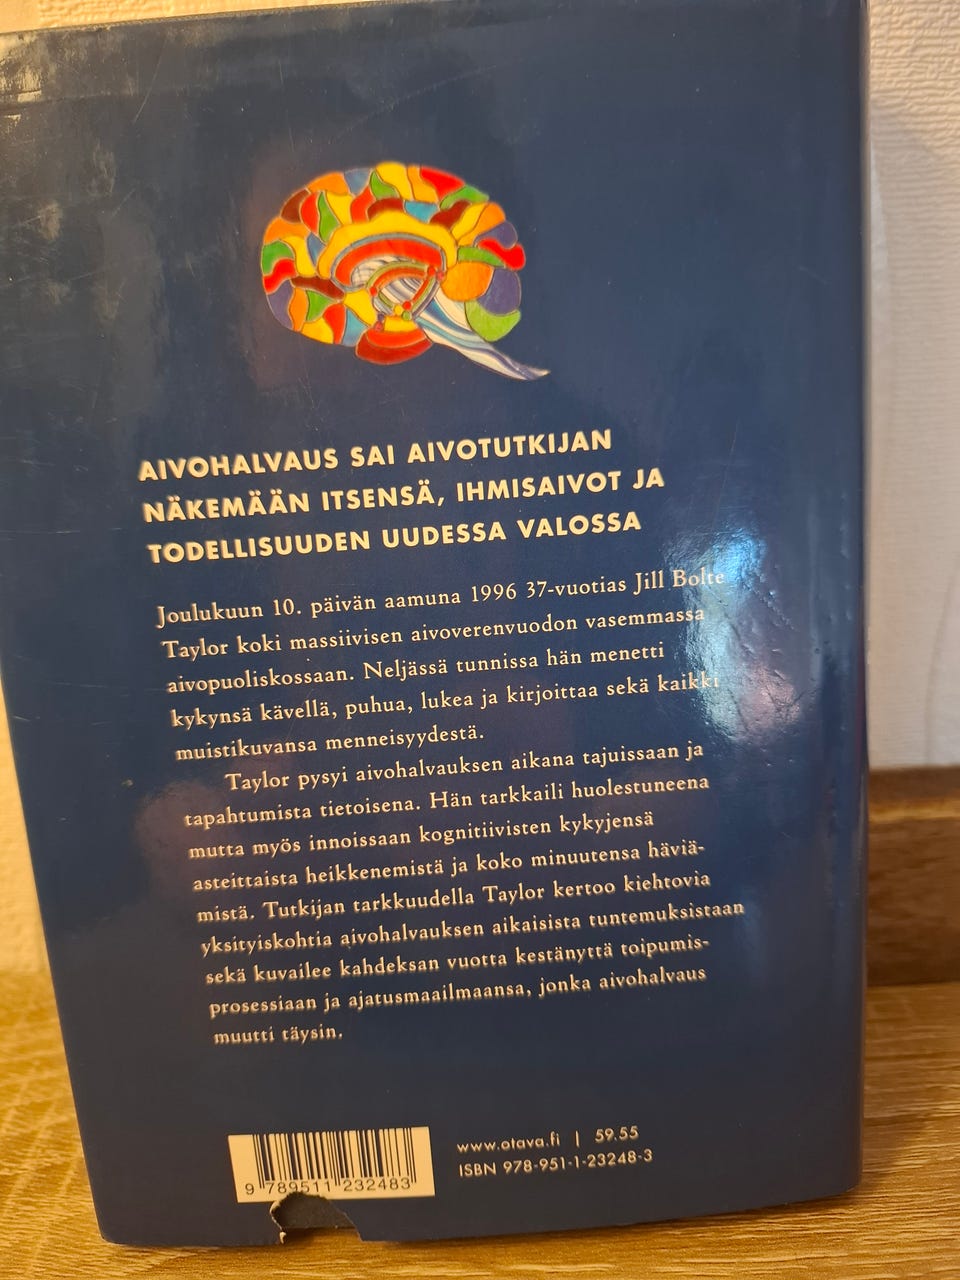 AIVOHALVAUS SAI AIVOTUTKIJAN
NÄKEMÄÄN ITSENSÄ, IHMISAIVOT JA
TODELLISUUDEN UUDESSA VALOSSA
Joulukuun 10. päivän aamuna 1996 37-vuotias Jill Bolte
Taylor koki massiivisen aivoverenvuodon vasemmassa
aivopuoliskossaan. Neljässä tunnissa hän menetti
kykynsä kävellä, puhua, lukea ja kirjoittaa sekä kaikki
muistikuvansa menneisyydestä.
Taylor pysyi aivohalvauksen aikana tajuissaan ja
tapahtumista tietoisena. Hän tarkkaili huolestuneena
mutta myös innoissaan kognitiivisten kykyjensä
asteittaista heikkenemistä ja koko minuutensa häviä-
mistä. Tutkijan tarkkuudella Taylor kertoo kiehtovia
yksityiskohtia aivohalvauksen aikaisista tuntemuksistaan
sekä kuvailee kahdeksan vuotta kestänyttä toipumis-
prosessiaan ja ajatusmaailmaansa, jonka aivohalvaus
muutti täysin.
www.otava.fi | 59.55
ISBN 978-951-1-23248-3
9 789511 232483